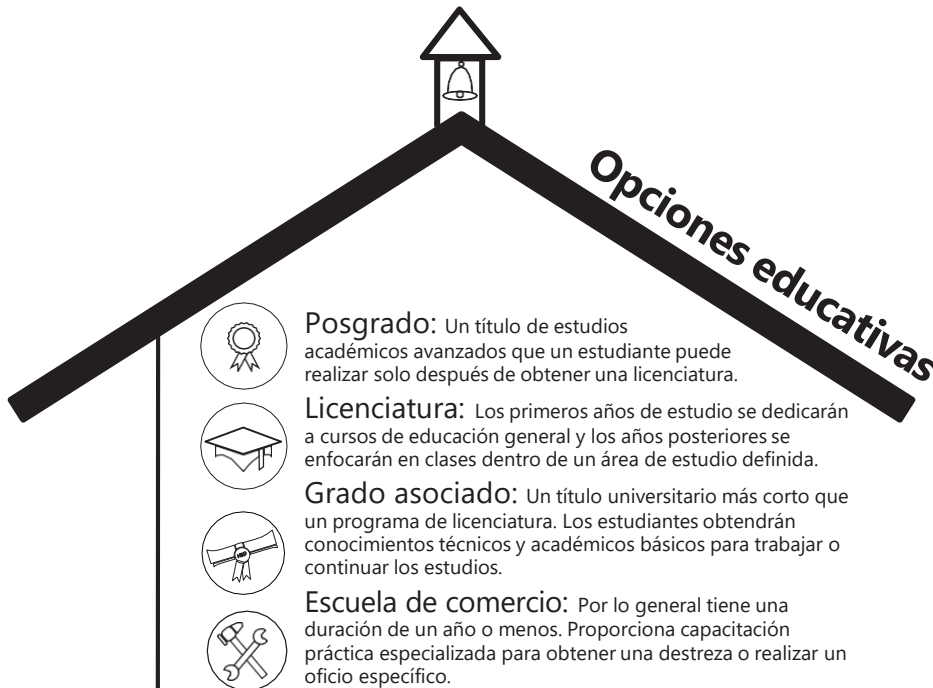 Opciones educativas
Posgrado: Un título de estudios
académicos avanzados que un estudiante puede
realizar solo después de obtener una licenciatura.
Licenciatura: Los primeros años de estudio se dedicarán
a cursos de educación general y los años posteriores se
enfocarán en clases dentro de un área de estudio definida.
Grado asociado: Un título universitario más corto que
un programa de licenciatura. Los estudiantes obtendrán
conocimientos técnicos y académicos básicos para trabajar o
continuar los estudios.
Escuela de comercio: Por lo general tiene una
duración de un año o menos. Proporciona capacitación
práctica especializada para obtener una destreza o realizar un
oficio específico.